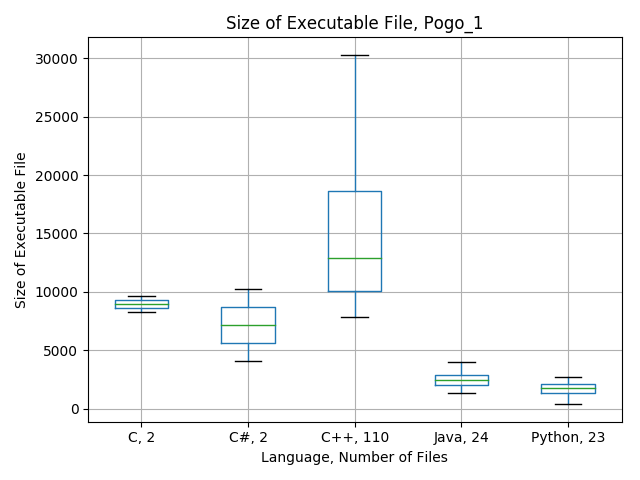 Size of Executable File, Pogo_1
30000
25000
20000
15000
10000
5000
0
Size of Executable File
C, 2
C#, 2
C++, 110
Java, 24
Python, 23
Language, Number of Files